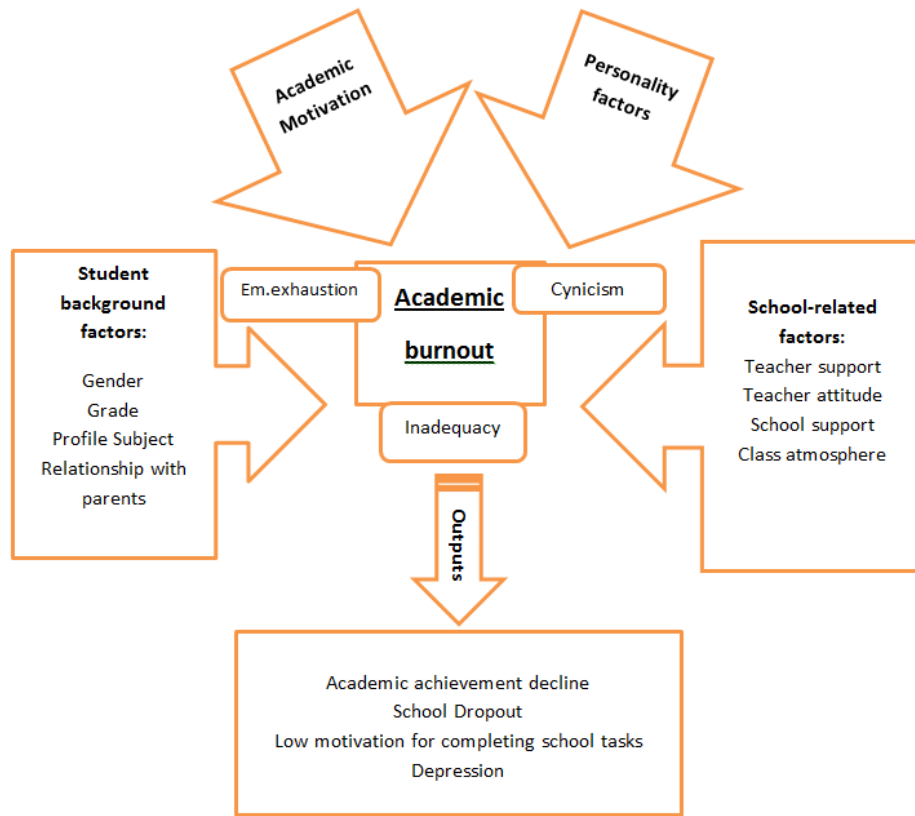 Academic
Motivation
Personality
factors
Student
background
factors:
Gender
Grade
Profile Subject
Relationship with
parents
Em.exhaustion
Academic
burnout
Cynicism
Inadequacy
School-related
factors:
Teacher support
Teacher attitude
School support
Class atmosphere
Outputs
Academic achievement decline
School Dropout
Low motivation for completing school tasks
Depression